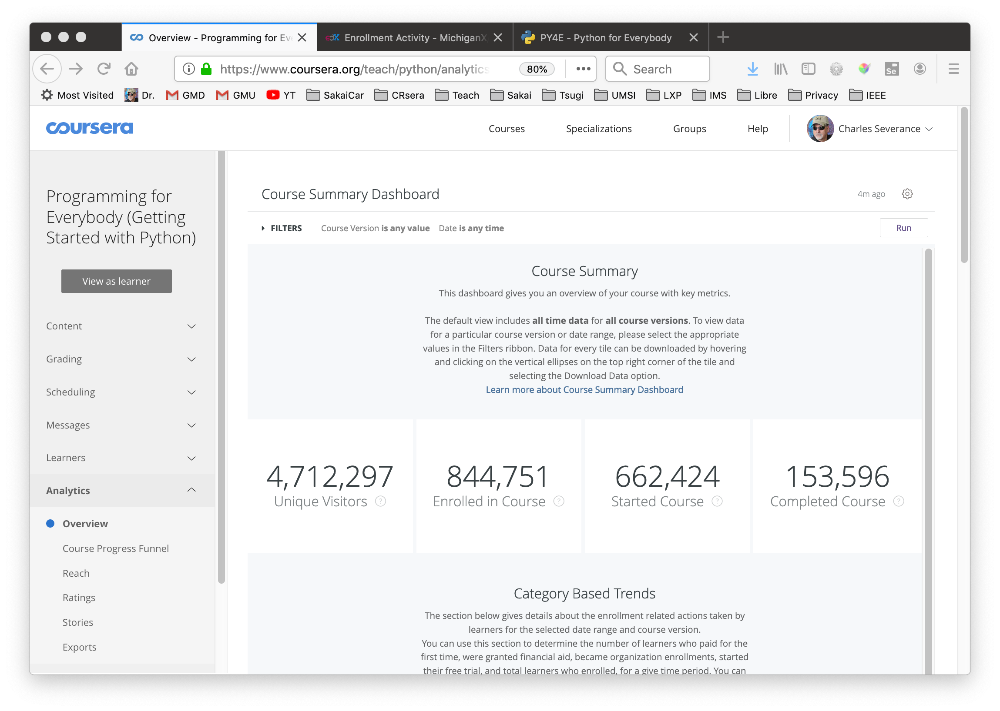 Overview - Programming for Eve
edX
Enrollment Activity - MichiganX
PY4E - Python for Everybody
https://www.coursera.org/teach/python/analytics
80%
Search
Se
Most Visited
Dr.
GMD
GMU
YT
SakaiCar
CRsera
Teach
Sakai
Tsugi
UMSI
LXP
IMS
Libre
Privacy
IEEE
coursera
Courses
Specializations
Groups
Help
Charles Severance
Programming for
Everybody (Getting
Started with Python)
View as learner
Content
Grading
Scheduling
Messages
Learners
Analytics
Overview
Course Progress Funnel
Reach
Ratings
Stories
Exports
Course Summary Dashboard
4m ago
FILTERS Course Version is any value Date is any time
Run
Course Summary
This dashboard gives you an overview of your course with key metrics.
The default view includes all time data for all course versions. To view data
for a particular course version or date range, please select the appropriate
values in the Filters ribbon. Data for every tile can be downloaded by hovering
and clicking on the vertical ellipses on the top right corner of the tile and
selecting the Download Data option.
Learn more about Course Summary Dashboard
4,712,297
Unique Visitors ?
844,751
Enrolled in Course ?
662,424
Started Course ?
153,596
Completed Course ?
Category Based Trends
The section below gives details about the enrollment related actions taken by
learners for the selected date range and course version.
You can use this section to determine the number of learners who paid for the
first time, were granted financial aid, became organization enrollments, started
their free trial, and total learners who enrolled, for a give time period. You can